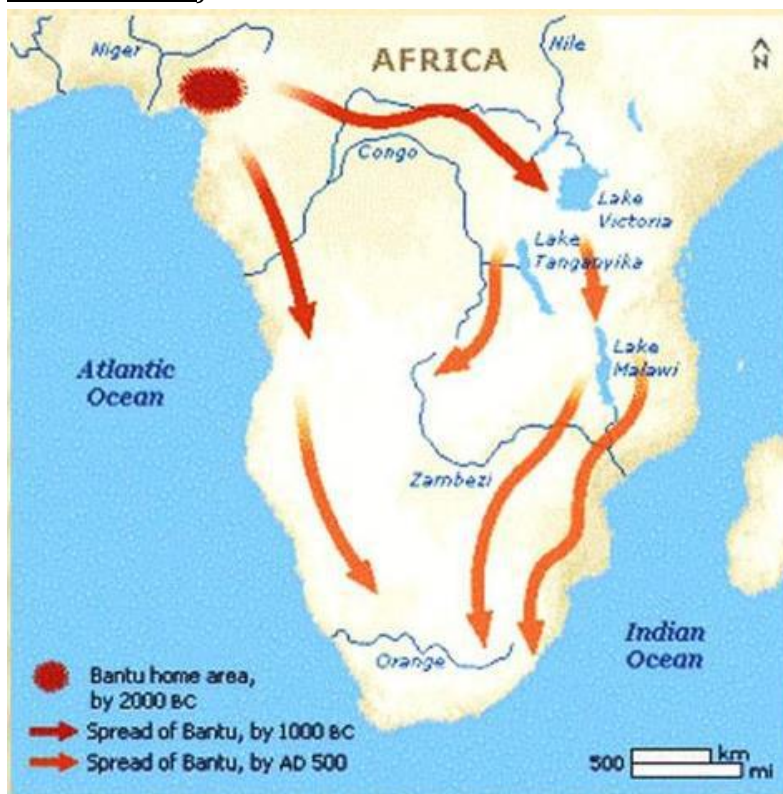 Niger
AFRICA
Nile
N
Congo
Lake
Victoria
Lake
Tanganyika
Lake
Malawi
Atlantic
Ocean
Zambezi
Indian
Ocean
Orange
Bantu home area,
by 2000 BC
Spread of Bantu, by 1000 BC
Spread of Bantu, by AD 500
500 km
mi